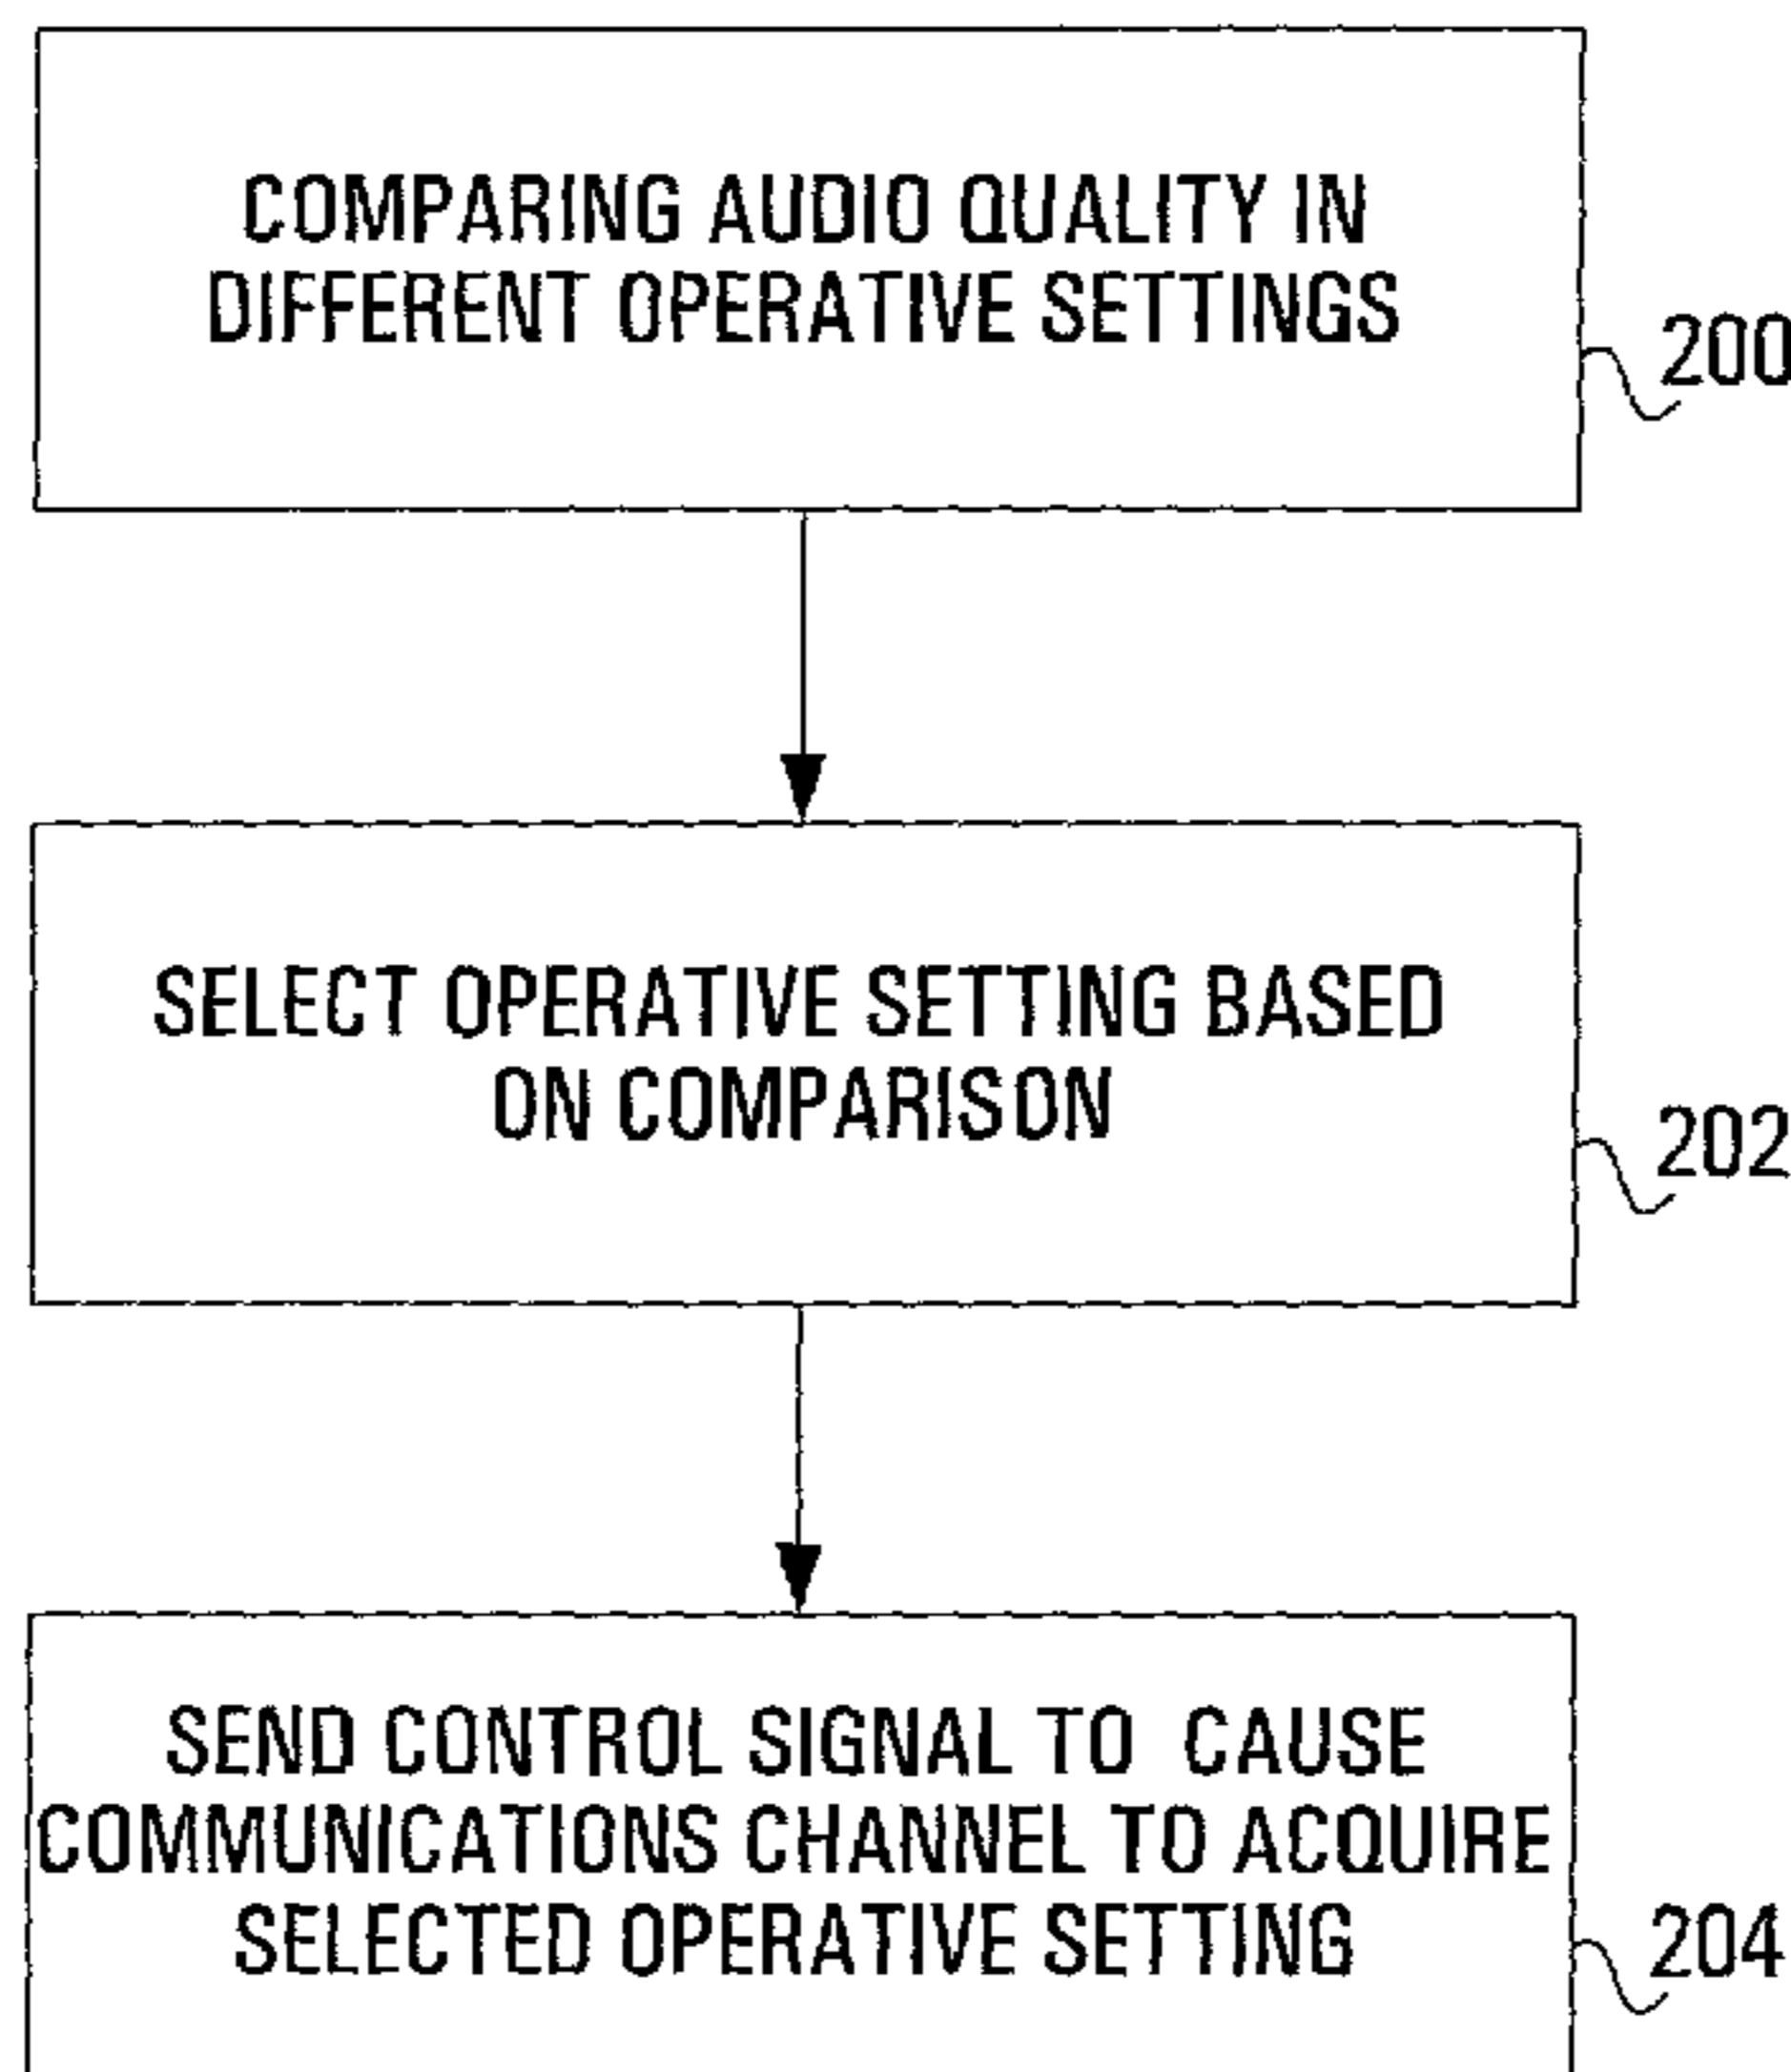 COMPARING AUDIO QUALITY IN
DIFFERENT OPERATIVE SETTINGS
200
SELECT OPERATIVE SETTING BASED
ON COMPARISON
202
SEND CONTROL SIGNAL TO CAUSE
COMMUNICATIONS CHANNEL TO ACQUIRE
SELECTED OPERATIVE SETTING
204